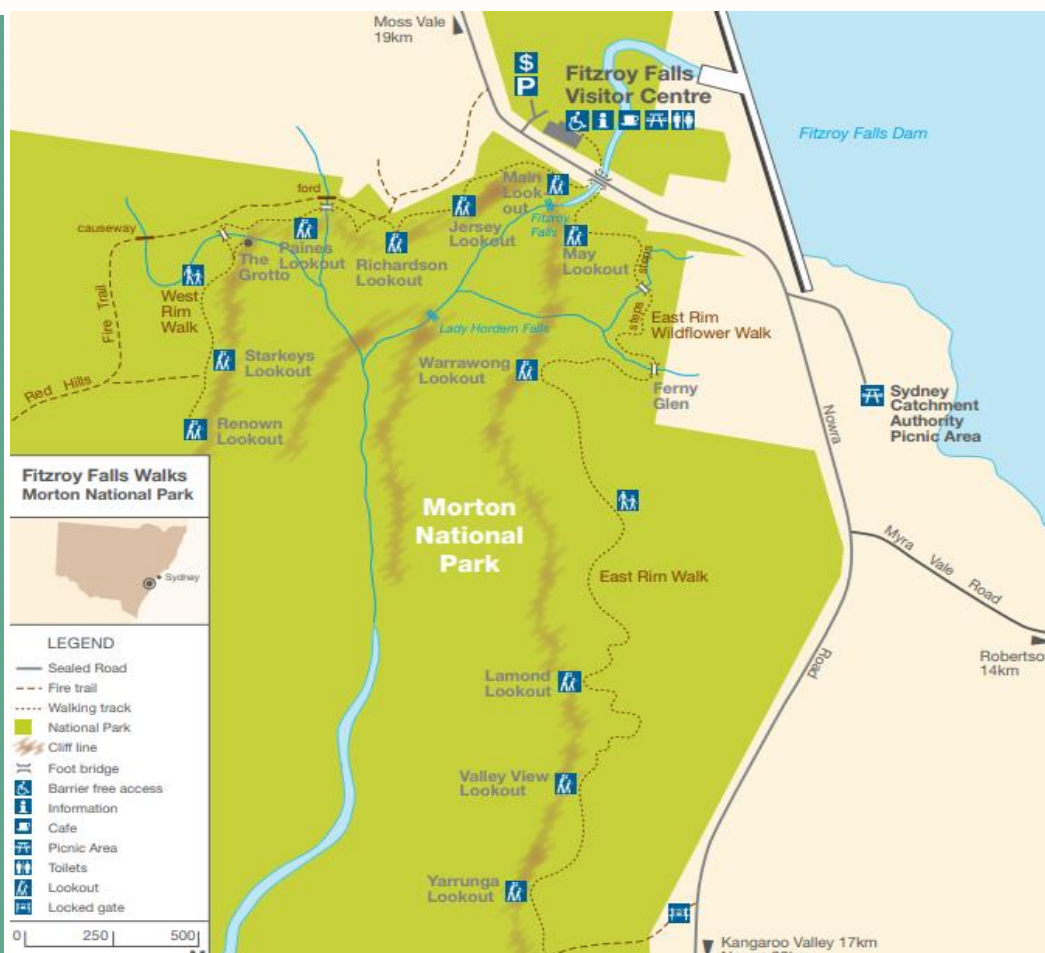 Moss Vale
19km
$
P
Fitzroy Falls
Visitor Centre
Fitzroy Falls Dam
Main
Look
out
Fitzroy
Falls
ford
causeway
Jersey
Lookout
Paines
Lookout
The
Grotto
Richardson
Lookout
May
Lookout
steps
steps
West
Rim
Walk
Fire Trail
East Rim
Wildflower Walk
Lady Hordern Falls
Starkeys
Lookout
Warrawong
Lookout
Ferny
Glen
Red Hills
Renown
Lookout
Nowra
Sydney
Catchment
Authority
Picnic Area
Fitzroy Falls Walks
Morton National Park
Sydney
Morton
National
Park
East Rim Walk
Myra Vale Road
Robertso
14km
Road
Lamond
Lookout
Valley View
Lookout
Yarrunga
Lookout
LEGEND
Sealed Road
Fire trail
Walking track
National Park
Cliff line
Foot bridge
Barrier free access
Information
Cafe
Picnic Area
Toilets
Lookout
Locked gate
0 250 500
Kangaroo Valley 17km